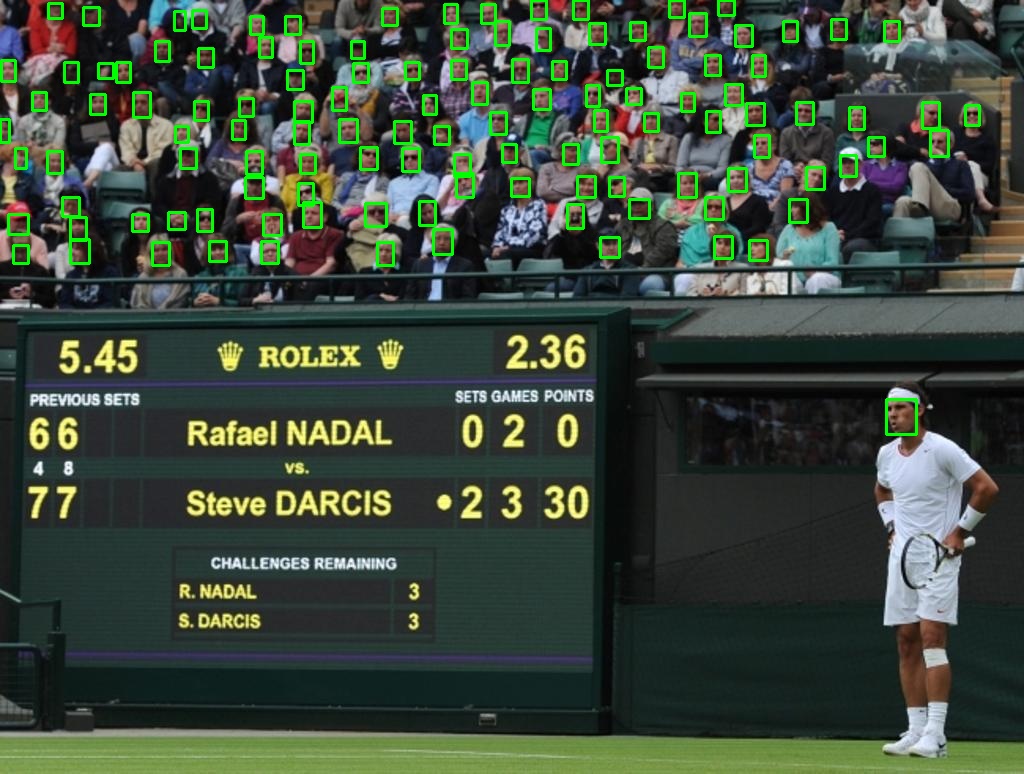 5.45 ROLEX 2.36
PREVIOUS SETS SETS GAMES POINTS
6 6 Rafael NADAL 0 2 0
4 8 vs.
7 7 Steve DARCIS 2 3 30
CHALLENGES REMAINING
R. NADAL 3
S. DARCIS 3